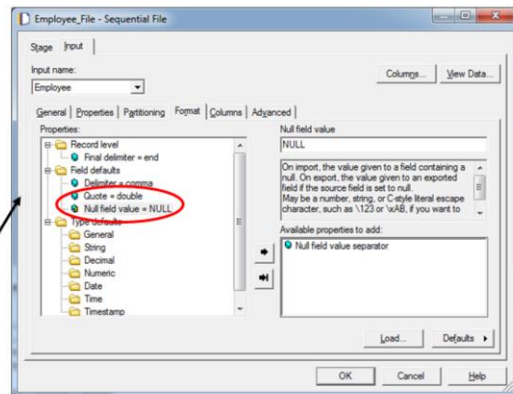 Employee_File - Sequential File
Stage Input
Input name:
Employee
Columns... View Data...
General Properties Partitioning Format Columns Advanced
Properties:
Record level
Final delimiter = end
Field defaults
Delimiter = comma
Quote = double
Null field value = NULL
Type defaults
General
String
Decimal
Numeric
Date
Time
Timestamp
Null field value
NULL
On import, the value given to a field containing a
null. On export, the value given to an exported
field if the source field is set to null.
May be a number, string, or C-style literal escape
character, such as \123 or \xAB, if you want to
Available properties to add:
Null field value separator
Load... Defaults
OK Cancel Help